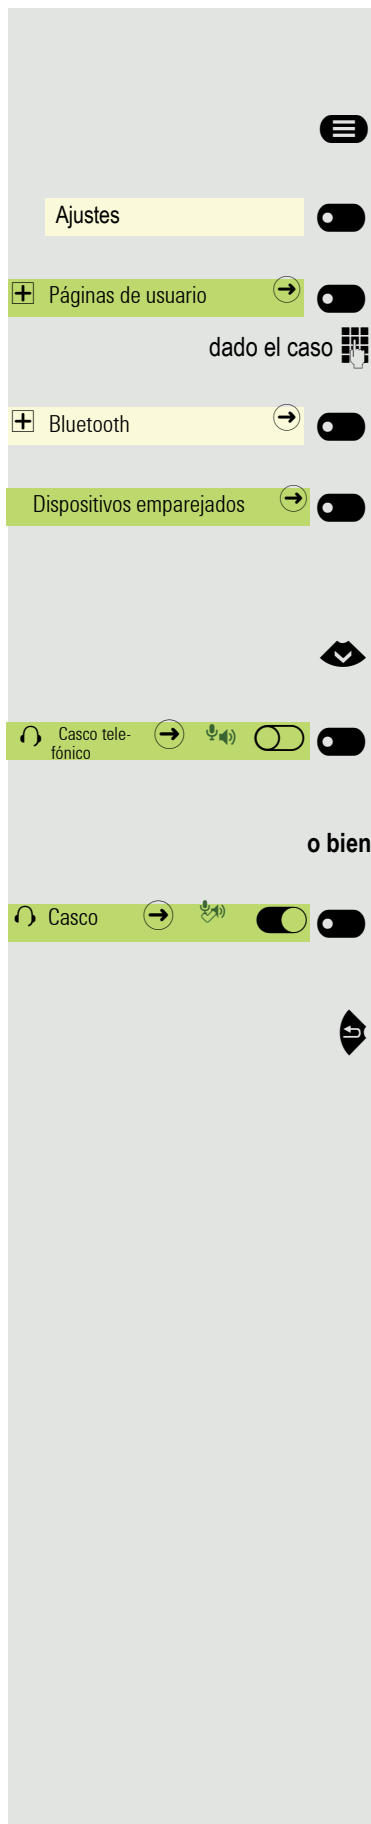 Ajustes
Páginas de usuario
dado el caso
Bluetooth
Dispositivos emparejados
Casco tele-
fónico
o bien
Casco